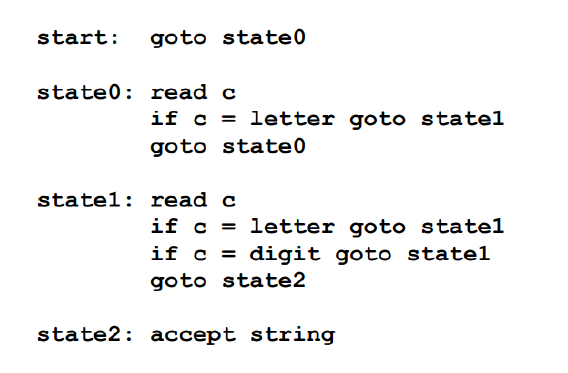 start:  goto state0
state0: read c
if c = letter goto state1
goto state0
state1: read c
if c = letter goto state1
if c = digit goto state1
goto state2
state2: accept string